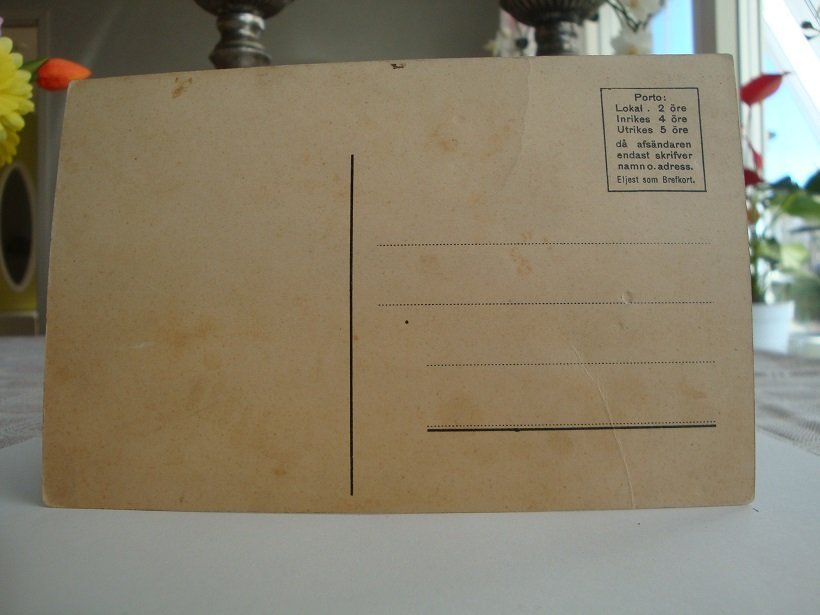 Porto:
Lokal . 2 öre
Inrikes 4 öre
Utrikes 5 öre
då afsändaren
endast skrifver
namn o. adress.
Eljest som Brefkort.